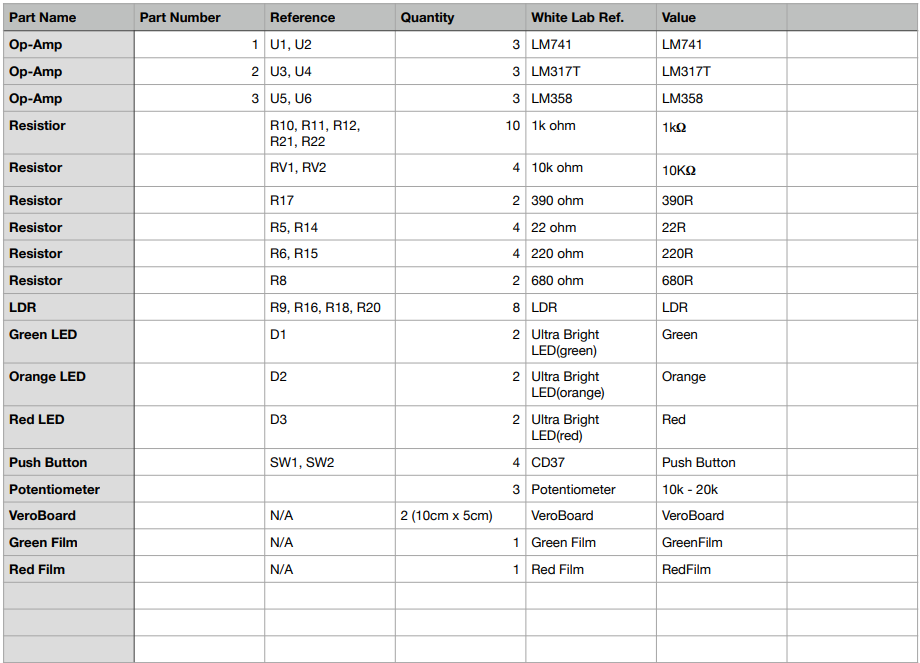 Part Name Part Number Reference Quantity White Lab Ref. Value
Op-Amp 1 U1, U2 3 LM741 LM741
Op-Amp 2 U3, U4 3 LM317T LM317T
Op-Amp 3 U5, U6 3 LM358 LM358
Resistior R10, R11, R12, 10 1k ohm 1kΩ
R21, R22
Resistor RV1, RV2 4 10k ohm 10KΩ
Resistor R17 2 390 ohm 390R
Resistor R5, R14 4 22 ohm 22R
Resistor R6, R15 4 220 ohm 220R
Resistor R8 2 680 ohm 680R
LDR R9, R16, R18, R20 8 LDR LDR
Green LED D1 2 Ultra Bright Green
LED(green)
Orange LED D2 2 Ultra Bright Orange
LED(orange)
Red LED D3 2 Ultra Bright Red
LED(red)
Push Button SW1, SW2 4 CD37 Push Button
Potentiometer 3 Potentiometer 10k - 20k
VeroBoard N/A 2 (10cm x 5cm) VeroBoard VeroBoard
Green Film N/A 1 Green Film GreenFilm
Red Film N/A 1 Red Film RedFilm